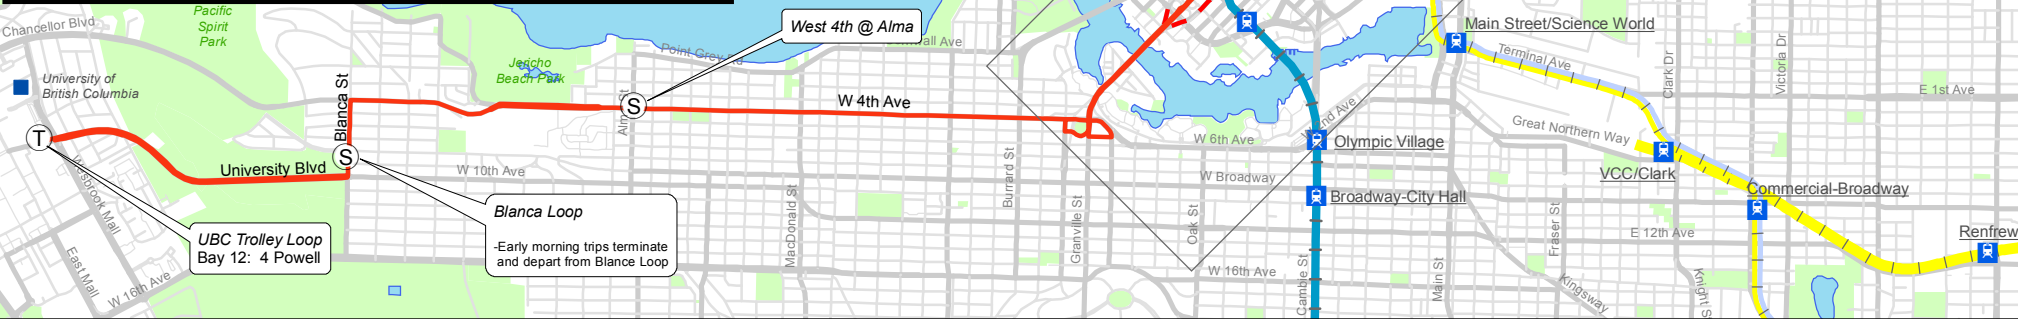 Chancellor Blvd
Pacific
Spirit
Park
University of
British Columbia
T
Wesbrook Mall
East Mall
W 16th Ave
UBC Trolley Loop
Bay 12: 4 Powell
University Blvd
Blanca St
S
Blanca Loop
-Early morning trips terminate
and depart from Blance Loop
W 10th Ave
Jericho
Beach Park
Point Grey Rd
Alma St
S
West 4th @ Alma
W 4th Ave
MacDonald St
Burrard St
Granville St
W 6th Ave
W Broadway
Oak St
W 16th Ave
Cambie St
Olympic Village
Broadway-City Hall
Main St
Main Street/Science World
Terminal Ave
Great Northern Way
VCC/Clark
Clark Dr
Victoria Dr
E 1st Ave
Commercial-Broadway
Fraser St
E 12th Ave
Kingsway
Knight S
Renfrew